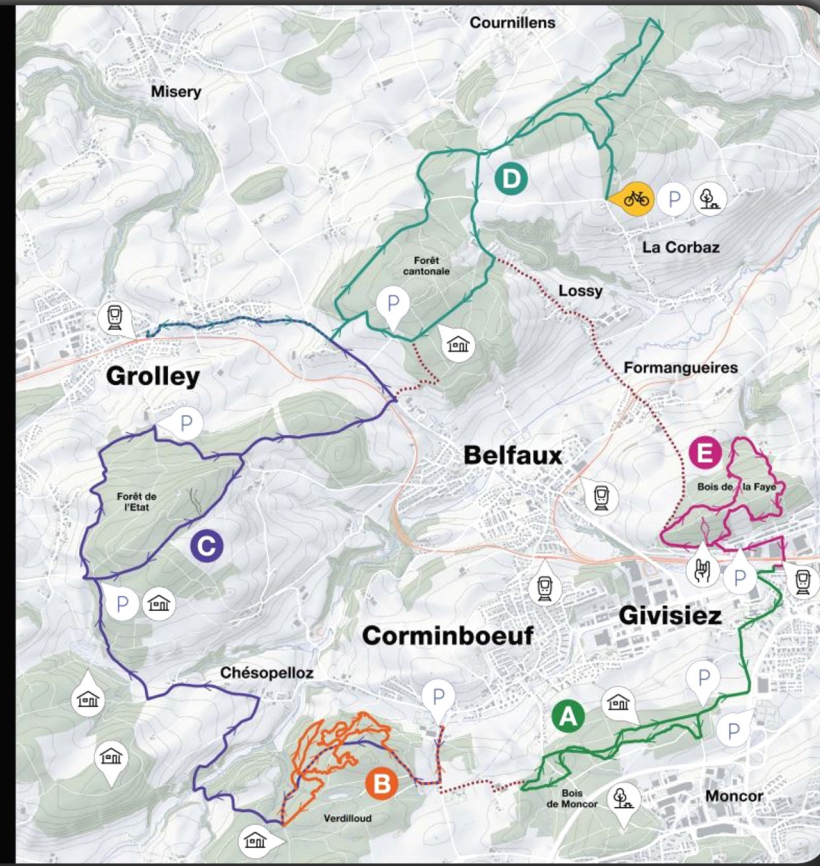 Cournillens
Misery
D
P
La Corbaz
Forêt
cantonale
Lossy
P
Formangueires
Grolley
P
E
Belfaux
Bois de la Faye
Forêt de
l'Etat
C
P
P
Givisiez
Corminboeuf
Chésopelloz
P
P
A
P
B
Bois
de Moncor
Moncor
Verdilloud